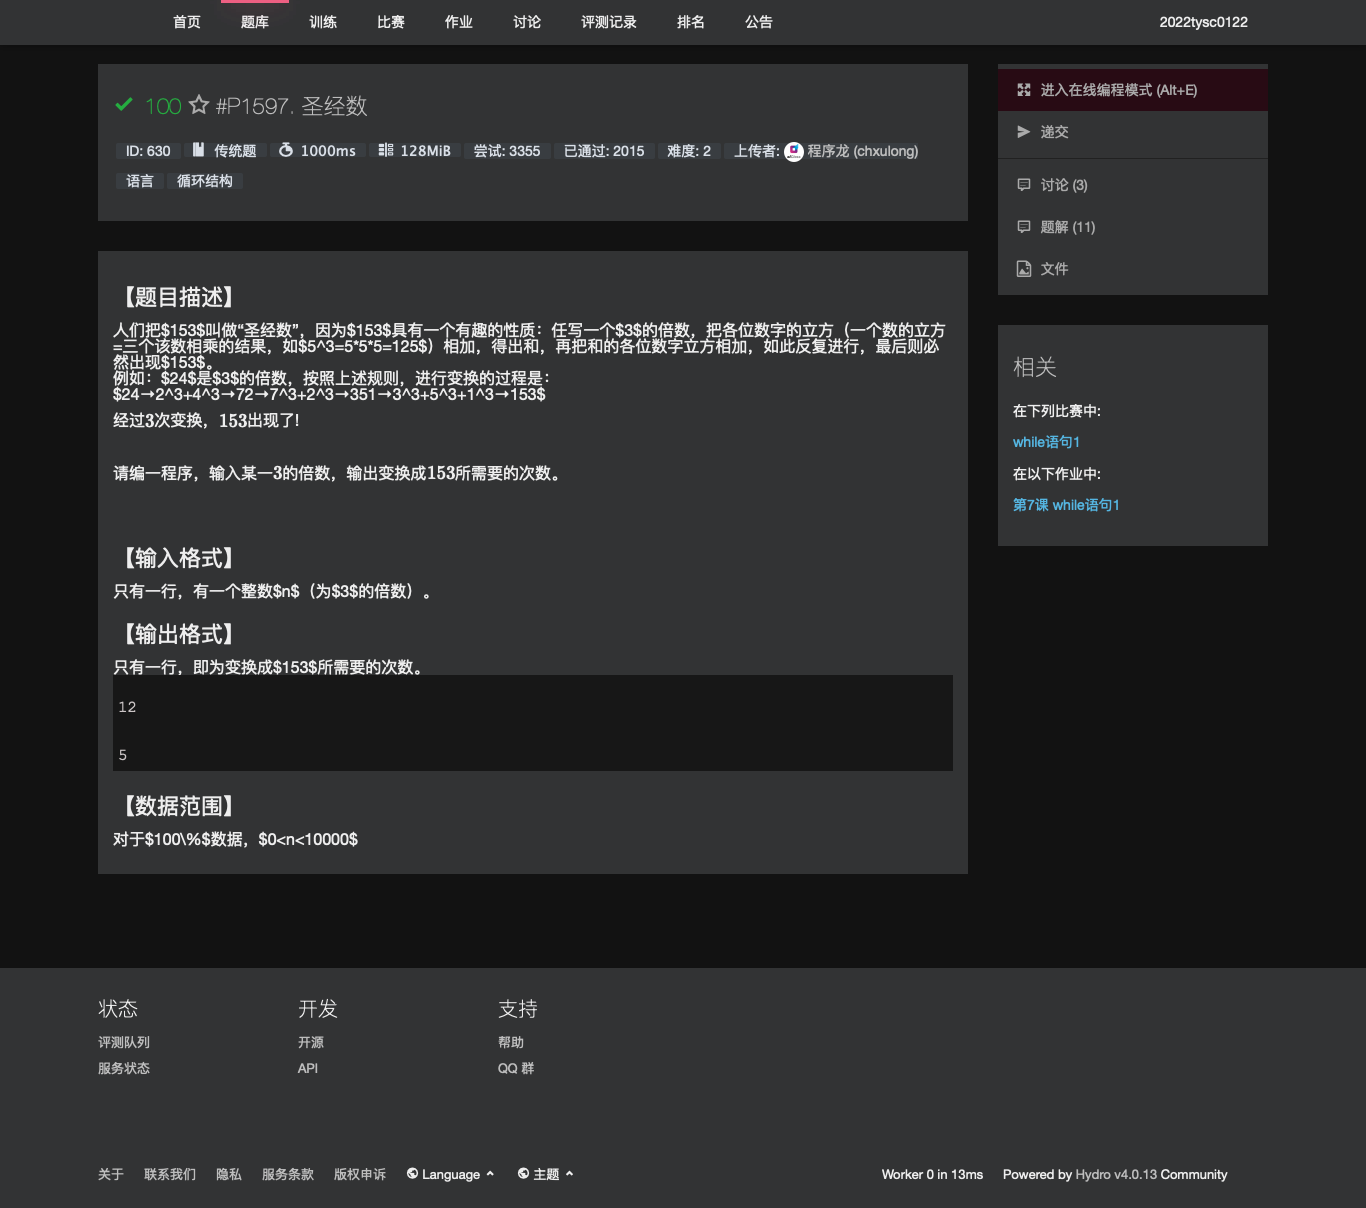 首页 题库 训练 比赛 作业 讨论 评测记录 排名 公告 2022tysc0122
100 #P1597. 圣经数
ID: 630 传统题 1000ms 128MiB 尝试: 3355 已通过: 2015 难度: 2 上传者: 程序龙 (chxulong)
语言 循环结构
【题目描述】
人们把$153$叫做“圣经数”，因为$153$具有一个有趣的性质：任写一个$3$的倍数，把各位数字的立方（一个数的立方
=三个该数相乘的结果，如$5^3=5*5*5=125$）相加，得出和，再把和的各位数字立方相加，如此反复进行，最后则必
然出现$153$。
例如：$24$是$3$的倍数，按照上述规则，进行变换的过程是：
$24→2^3+4^3→72→7^3+2^3→351→3^3+5^3+1^3→153$
经过3次变换，153出现了!
请编一程序，输入某一3的倍数，输出变换成153所需要的次数。
【输入格式】
只有一行，有一个整数$n$（为$3$的倍数）。
【输出格式】
只有一行，即为变换成$153$所需要的次数。
12
5
【数据范围】
对于$100\%$数据，$0<n<10000$
进入在线编程模式 (Alt+E)
递交
讨论 (3)
题解 (11)
文件
相关
在下列比赛中:
while语句1
在以下作业中:
第7课 while语句1
状态
评测队列
服务状态
开发
开源
API
支持
帮助
QQ 群
关于 联系我们 隐私 服务条款 版权申诉 Language 主题 Worker 0 in 13ms Powered by Hydro v4.0.13 Community